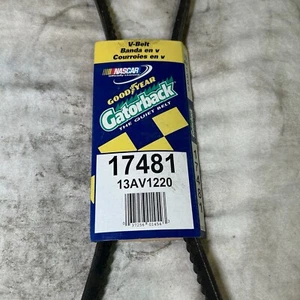 V-Belt
Banda en v
Courroies en v
NASCAR
GOODYEAR
Gatorback
THE QUIET BELT
17481
13AV1220